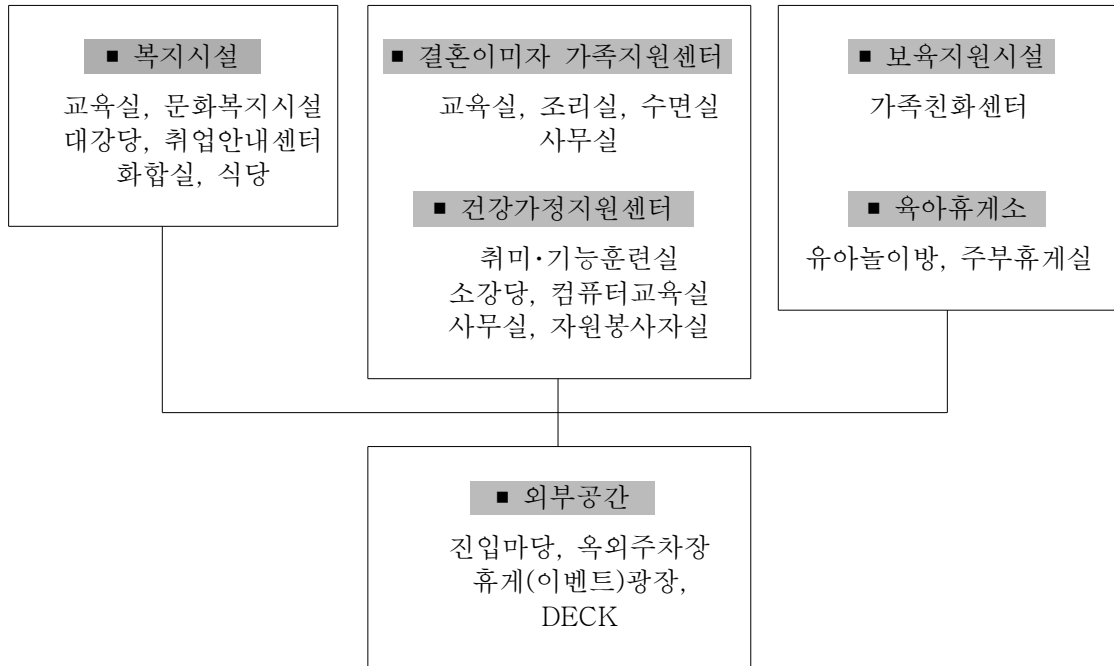 ■ 복지시설
교육실, 문화복지시설
대강당, 취업안내센터
화합실, 식당
■ 결혼이미자 가족지원센터
교육실, 조리실, 수면실
사무실
■ 건강가정지원센터
취미·기능훈련실
소강당, 컴퓨터교육실
사무실, 자원봉사자실
■ 보육지원시설
가족친화센터
■ 육아휴게소
유아놀이방, 주부휴게실
■ 외부공간
진입마당, 옥외주차장
휴게(이벤트)광장,
DECK